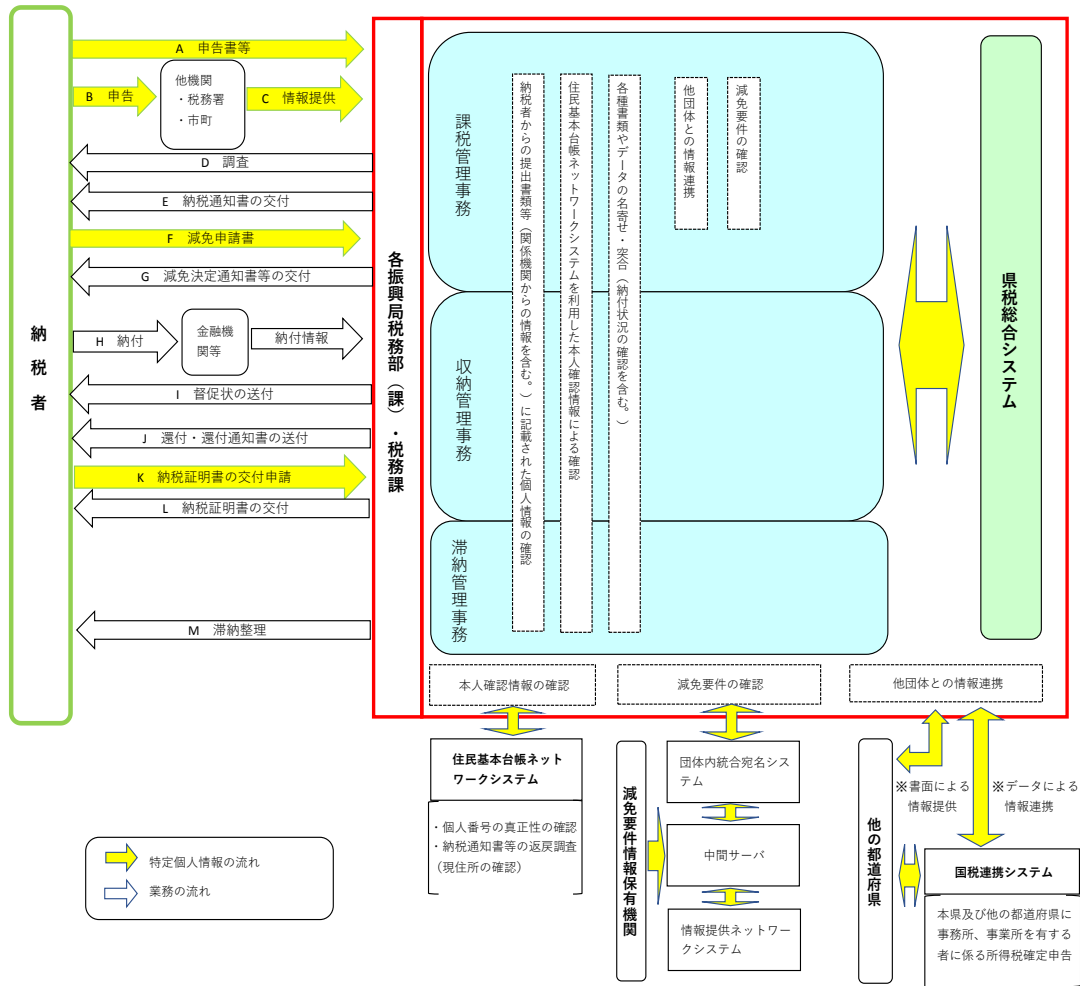 納税者
A 申告書等
B 申告
他機関
・税務署
・市町
C 情報提供
D 調査
E 納税通知書の交付
F 減免申請書
G 減免決定通知書等の交付
H 納付
金融機
関等
納付情報
I 督促状の送付
J 還付・還付通知書の送付
K 納税証明書の交付申請
L 納税証明書の交付
M 滞納整理
各振興局税務部（課）・税務課
課税管理事務
収納管理事務
滞納管理事務
納税者からの提出書類等（関係機関からの情報を含む。）に記載された個人情報の確認
住民基本台帳ネットワークシステムを利用した本人確認情報による確認
各種書類やデータの名寄せ・突合（納付状況の確認を含む。）
他団体との情報連携
減免要件の確認
県税総合システム
本人確認情報の確認
減免要件の確認
他団体との情報連携
住民基本台帳ネット
ワークシステム
・個人番号の真正性の確認
・納税通知書等の返戻調査
（現住所の確認）
減免要件情報保有機関
団体内統合宛名シス
テム
中間サーバ
情報提供ネットワー
クシステム
他の都道府県
※書面による
情報提供
※データによる
情報連携
国税連携システム
本県及び他の都道府県に
事務所、事業所を有する
者に係る所得税確定申告
特定個人情報の流れ
業務の流れ